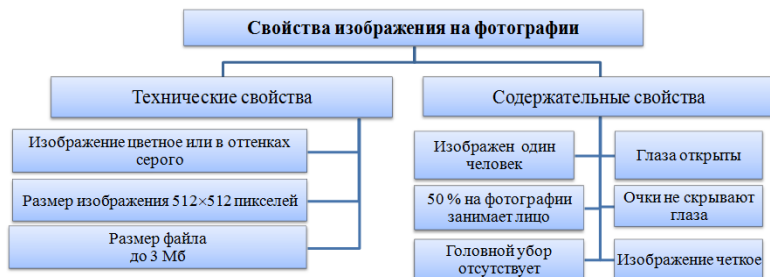 Свойства изображения на фотографии
Технические свойства
Изображение цветное или в оттенках
серого
Размер изображения 512×512 пикселей
Размер файла
до 3 Мб
Содержательные свойства
Изображен один
человек
Глаза открыты
50 % на фотографии
занимает лицо
Очки не скрывают
глаза
Головной убор
отсутствует
Изображение четкое